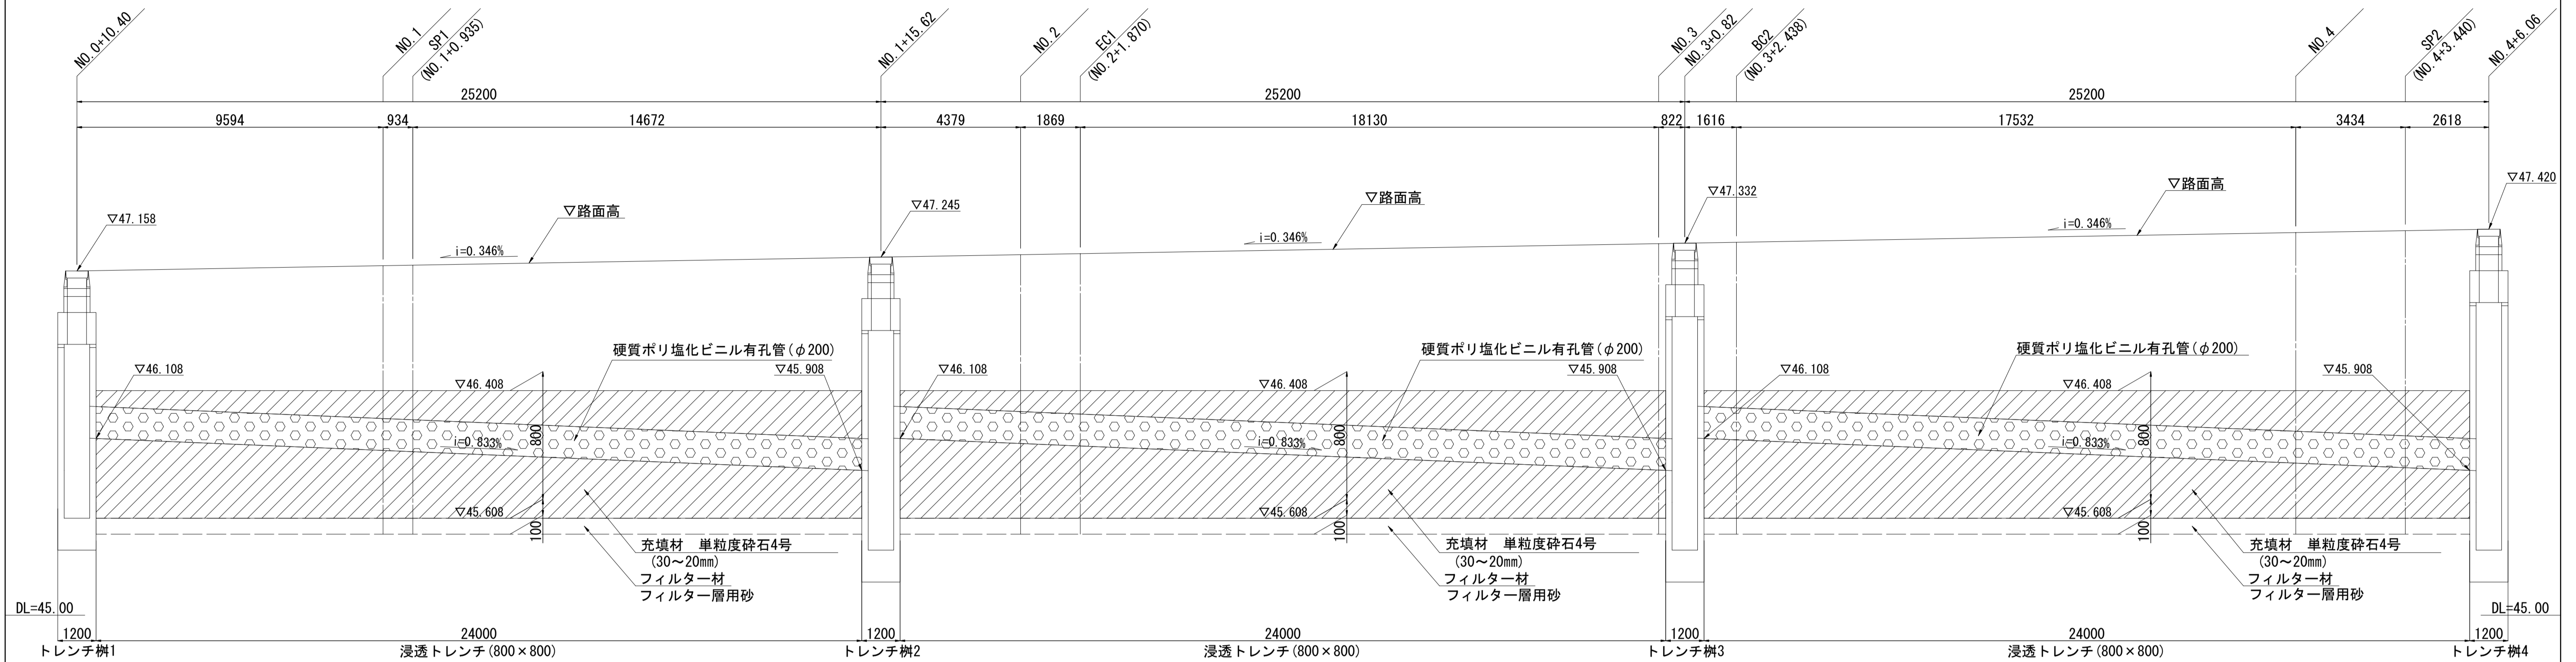 NO.0+10.40
NO.1
SP1
(NO.1+0.935)
NO.1+15.62
NO.2
EC1
(NO.2+1.870)
NO.3
NO.3+0.82
BC2
(NO.3+2.438)
NO.4
SP2
(NO.4+3.440)
NO.4+6.06
25200
25200
25200
9594
934
14672
4379
1869
18130
822
1616
17532
3434
2618
▽47.158
i=0.346%
▽路面高
▽47.245
i=0.346%
▽路面高
▽47.332
i=0.346%
▽路面高
▽47.420
▽46.108
▽46.408
硬質ポリ塩化ビニル有孔管(φ200)
▽45.908
i=0.833%
800
▽45.608
100
充填材 単粒度砕石4号
(30~20㎜)
フィルター材
フィルター層用砂
▽46.108
▽46.408
硬質ポリ塩化ビニル有孔管(φ200)
▽45.908
i=0.833%
800
▽45.608
100
充填材 単粒度砕石4号
(30~20㎜)
フィルター材
フィルター層用砂
▽46.108
▽46.408
硬質ポリ塩化ビニル有孔管(φ200)
▽45.908
i=0.833%
800
▽45.608
100
充填材 単粒度砕石4号
(30~20㎜)
フィルター材
フィルター層用砂
DL=45.00
DL=45.00
1200
24000
1200
24000
1200
24000
1200
トレンチ桝1
浸透トレンチ(800×800)
トレンチ桝2
浸透トレンチ(800×800)
トレンチ桝3
浸透トレンチ(800×800)
トレンチ桝4